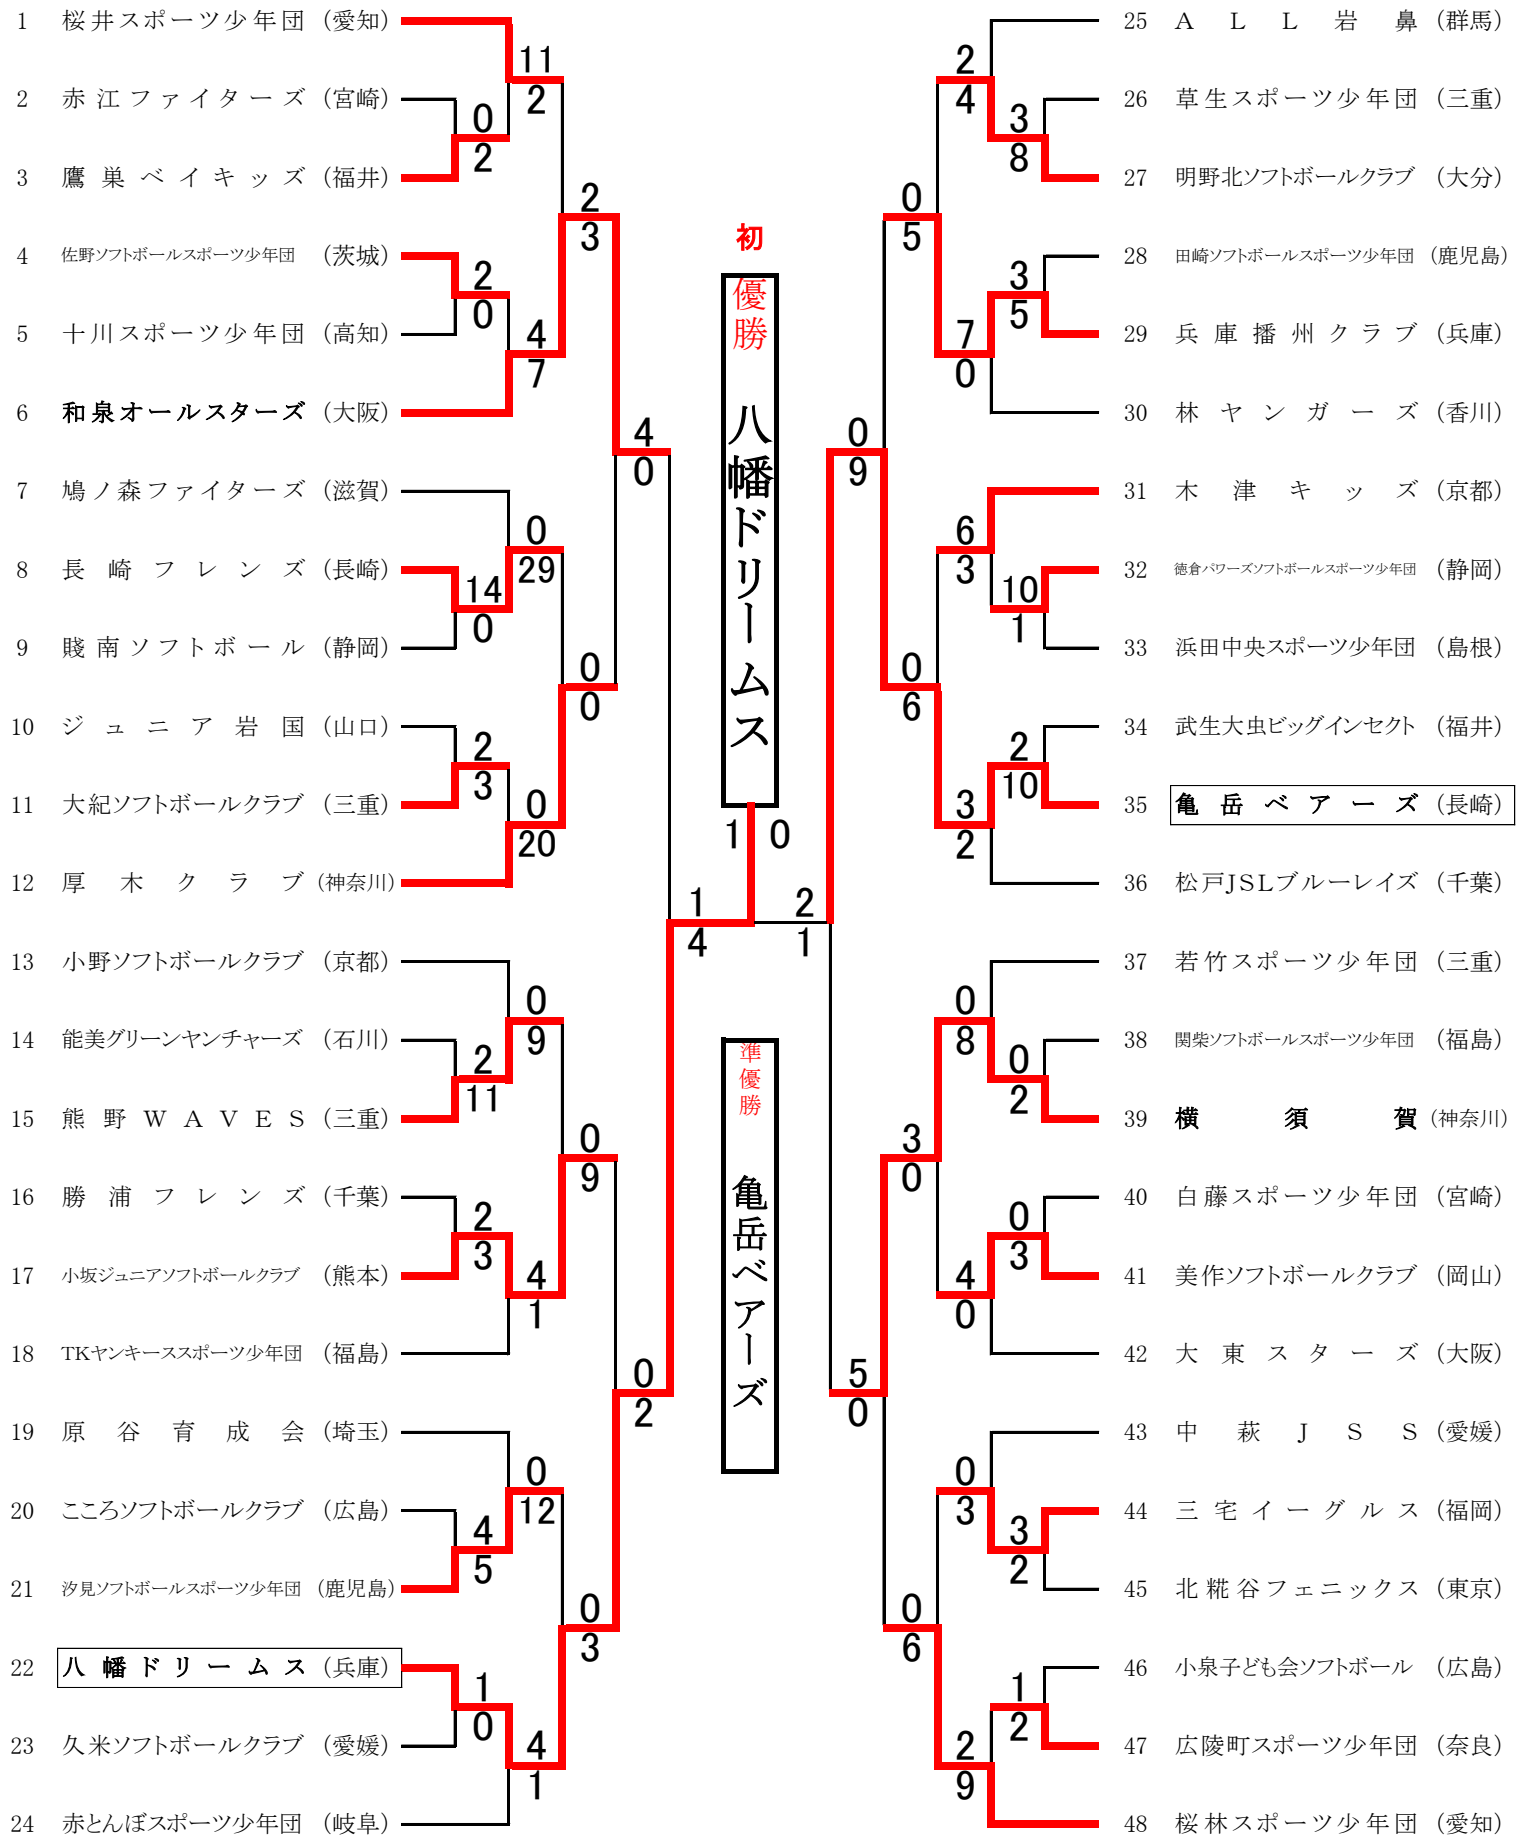 1 桜井スポーツ少年団 (愛知)
11
2
2 赤江ファイターズ (宮崎)
0
2
3 鷹巣ベイキッズ (福井)
2
3
4 佐野ソフトボールスポーツ少年団 (茨城)
2
0
5 十川スポーツ少年団 (高知)
4
7
6 和泉オールスターズ (大阪)
4
0
7 鳩ノ森ファイターズ (滋賀)
0
29
8 長崎フレンズ (長崎)
14
0
9 賤南ソフトボール (静岡)
0
0
10 ジュニア岩国 (山口)
2
3
11 大紀ソフトボールクラブ (三重)
0
20
12 厚木クラブ (神奈川)
1
4
13 小野ソフトボールクラブ (京都)
0
9
14 能美グリーンヤンチャーズ (石川)
2
11
15 熊野WAVES (三重)
0
9
16 勝浦フレンズ (千葉)
2
3
17 小坂ジュニアソフトボールクラブ (熊本)
4
1
18 TKヤンキーススポーツ少年団 (福島)
0
2
19 原谷育成会 (埼玉)
0
12
20 こころソフトボールクラブ (広島)
4
5
21 汐見ソフトボールスポーツ少年団 (鹿児島)
0
3
22 八幡ドリームス (兵庫)
1
0
23 久米ソフトボールクラブ (愛媛)
4
1
24 赤とんぼスポーツ少年団 (岐阜)
初
優勝 八幡ドリームス
1 0
準優勝 亀岳ベアーズ
25 ALL岩鼻 (群馬)
2
4
26 草生スポーツ少年団 (三重)
3
8
27 明野北ソフトボールクラブ (大分)
0
5
28 田崎ソフトボールスポーツ少年団 (鹿児島)
3
5
29 兵庫播州クラブ (兵庫)
7
0
30 林ヤンガーズ (香川)
0
9
31 木津キッズ (京都)
6
3
32 徳倉パワーズソフトボールスポーツ少年団 (静岡)
10
1
33 浜田中央スポーツ少年団 (島根)
0
6
34 武生大虫ビッグインセクト (福井)
2
10
35 亀岳ベアーズ (長崎)
3
2
36 松戸JSLブルーレイズ (千葉)
2
1
37 若竹スポーツ少年団 (三重)
0
8
38 関柴ソフトボールスポーツ少年団 (福島)
0
2
39 横須賀 (神奈川)
3
0
40 白藤スポーツ少年団 (宮崎)
0
3
41 美作ソフトボールクラブ (岡山)
4
0
42 大東スターズ (大阪)
5
0
43 中萩JSS (愛媛)
0
3
44 三宅イーグルス (福岡)
3
2
45 北糀谷フェニックス (東京)
0
6
46 小泉子ども会ソフトボール (広島)
1
2
47 広陵町スポーツ少年団 (奈良)
2
9
48 桜林スポーツ少年団 (愛知)